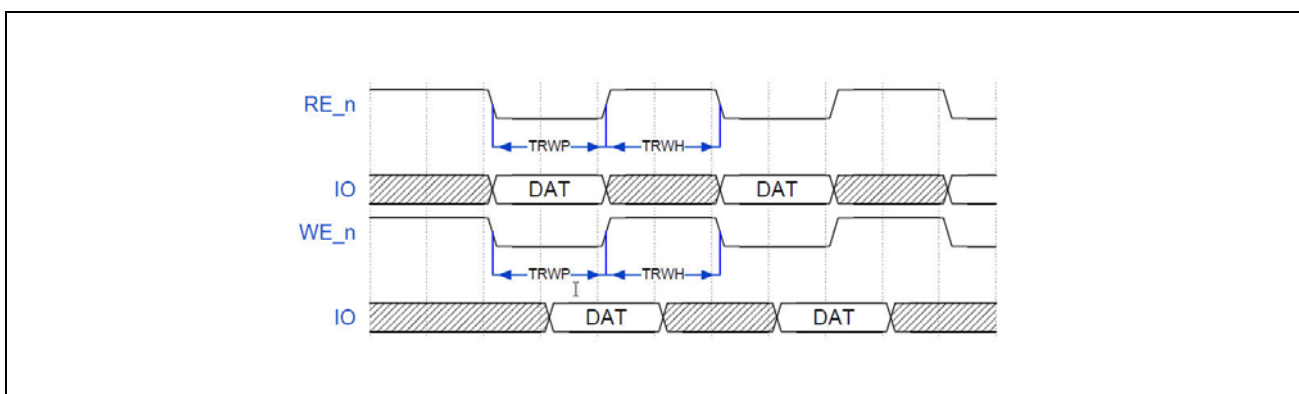 RE_n
TRWP TRWH
IO DAT DAT
WE_n
TRWP TRWH
IO DAT DAT